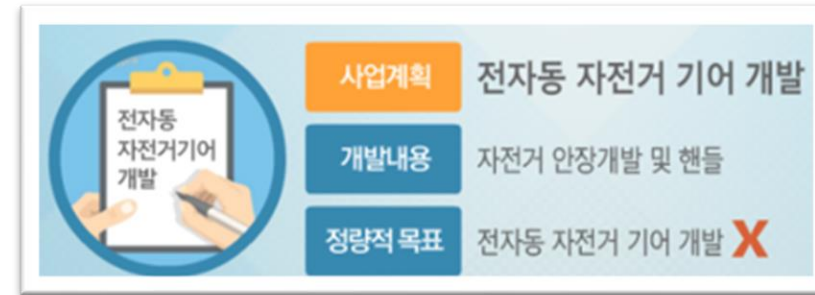 전자동
자전거기어
개발
사업계획 전자동 자전거 기어 개발
개발내용 자전거 안장개발 및 핸들
정량적 목표 전자동 자전거 기어 개발 X